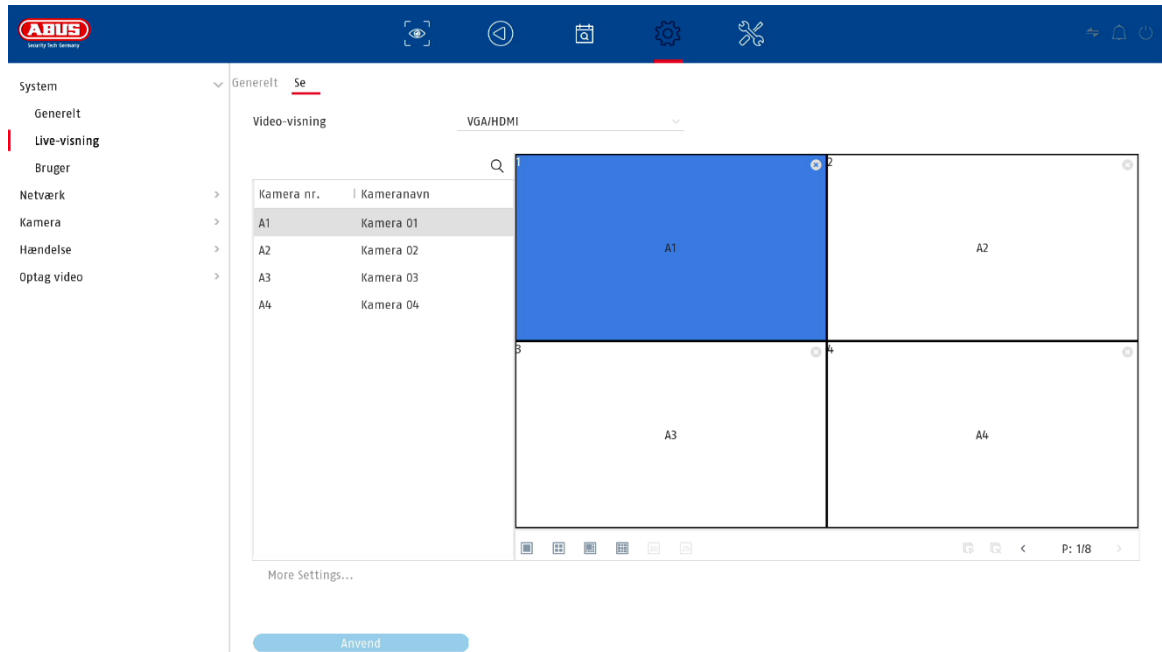 ABUS
Security Tech Germany
System
Generelt
Live-visning
Bruger
Netværk
Kamera
Hændelse
Optag video
Generelt Se
Video-visning VGA/HDMI
Kamera nr. Kameranavn
A1 Kamera 01
A2 Kamera 02
A3 Kamera 03
A4 Kamera 04
1 2
A1 A2
3 4
A3 A4
P: 1/8
More Settings...
Anvend